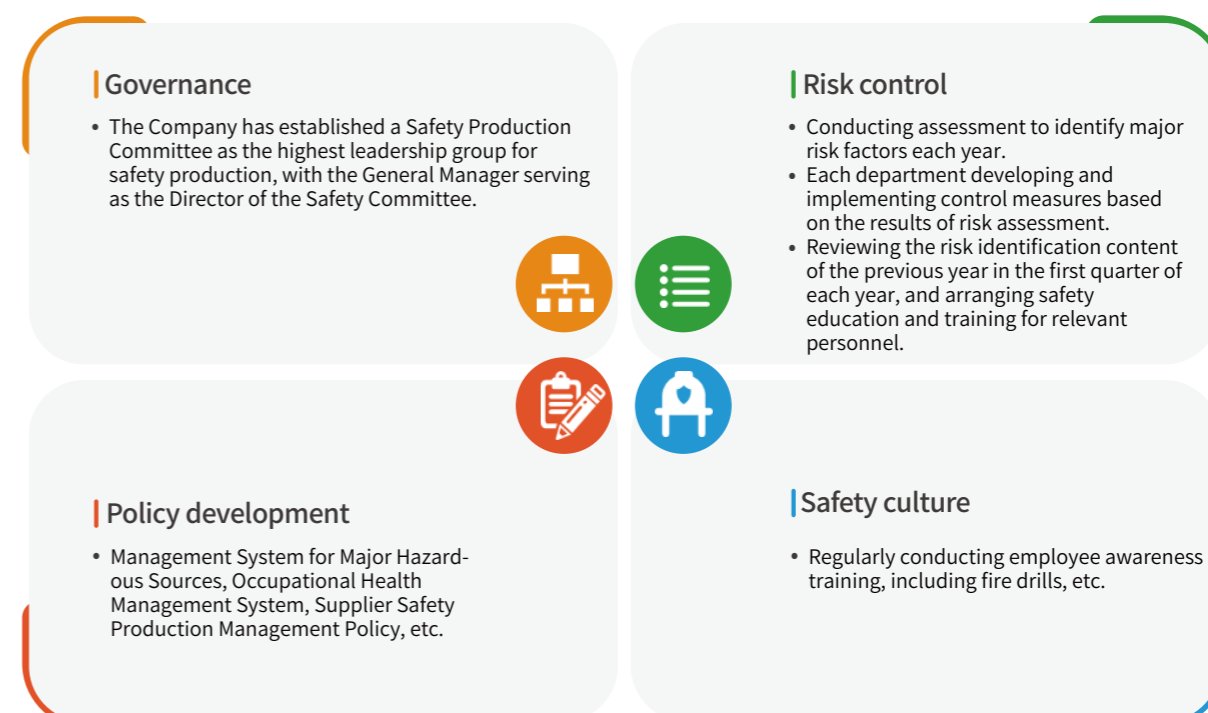 Governance
• The Company has established a Safety Production
Committee as the highest leadership group for
safety production, with the General Manager serving
as the Director of the Safety Committee.
Risk control
• Conducting assessment to identify major
risk factors each year.
• Each department developing and
implementing control measures based
on the results of risk assessment.
• Reviewing the risk identification content
of the previous year in the first quarter of
each year, and arranging safety
education and training for relevant
personnel.
Policy development
• Management System for Major Hazard-
ous Sources, Occupational Health
Management System, Supplier Safety
Production Management Policy, etc.
Safety culture
• Regularly conducting employee awareness
training, including fire drills, etc.